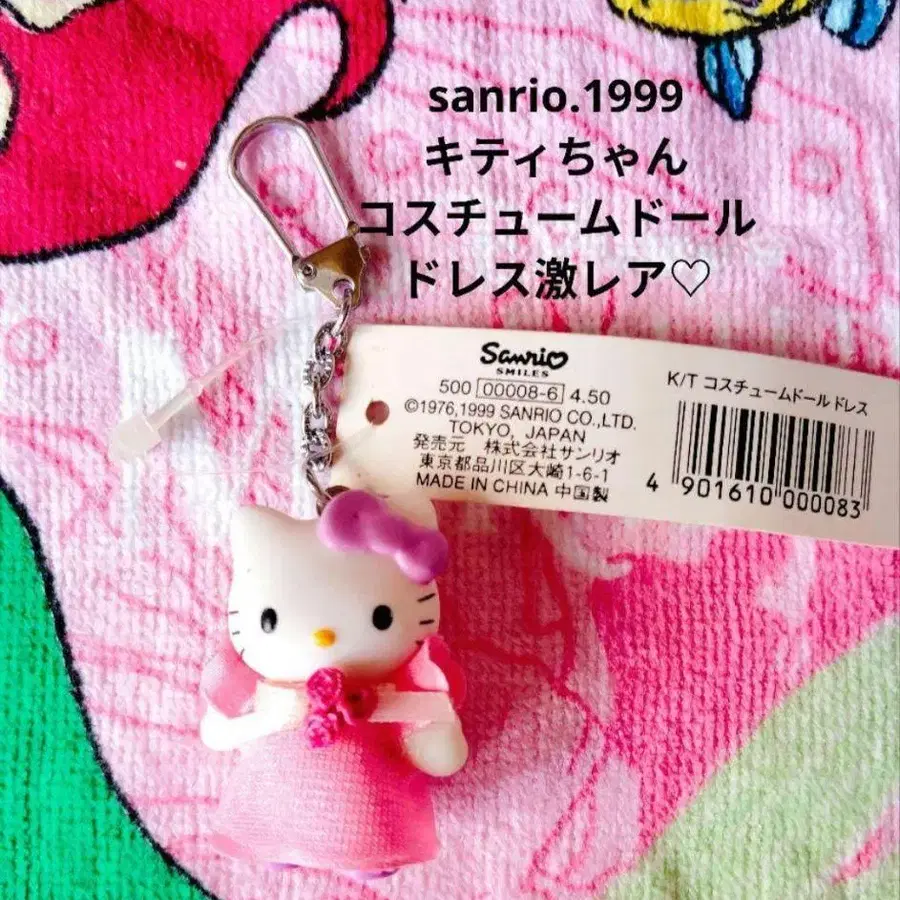 sanrio.1999
キティちゃん
コスチュームドール
ドレス激レア♡
Sanrio
SMILES
500 00008-6 4.50
©1976,1999 SANRIO CO.,LTD.
TOKYO, JAPAN
発売元 株式会社サンリオ
東京都品川区大崎1-6-1
MADE IN CHINA 中国製
K/T コスチュームドールドレス
4 901610 000083